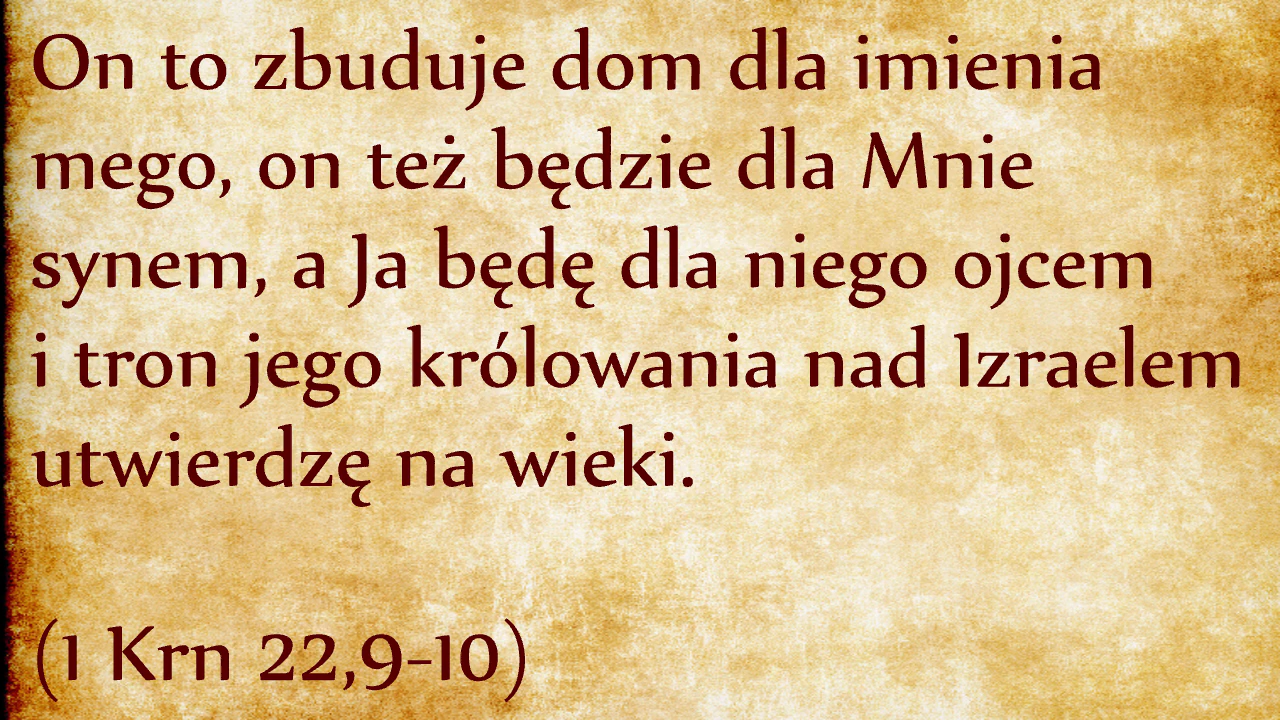 On to zbuduje dom dla imienia
mego, on też będzie dla Mnie
synem, a Ja będę dla niego ojcem
i tron jego królowania nad Izraelem
utwierdzę na wieki.
(1 Krn 22,9-10)